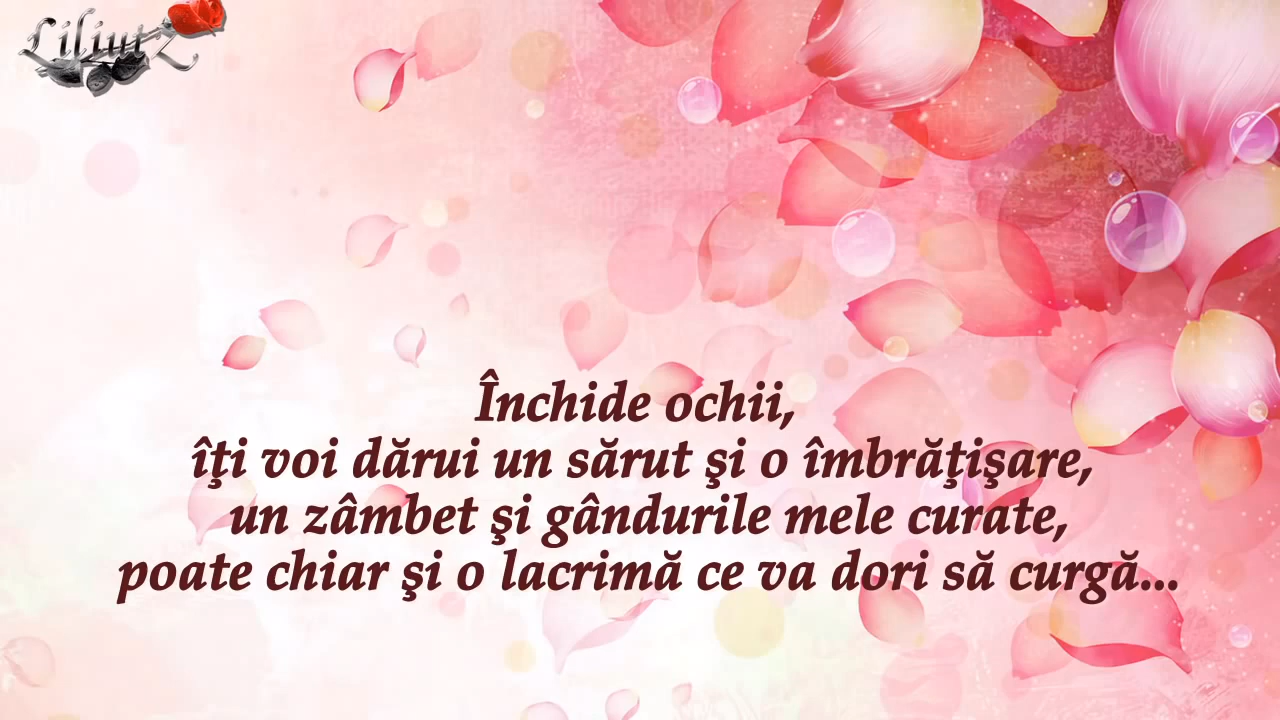 LiliutZ
Închide ochii,
îţi voi dărui un sărut şi o îmbrăţişare,
un zâmbet şi gândurile mele curate,
poate chiar şi o lacrimă ce va dori să curgă...